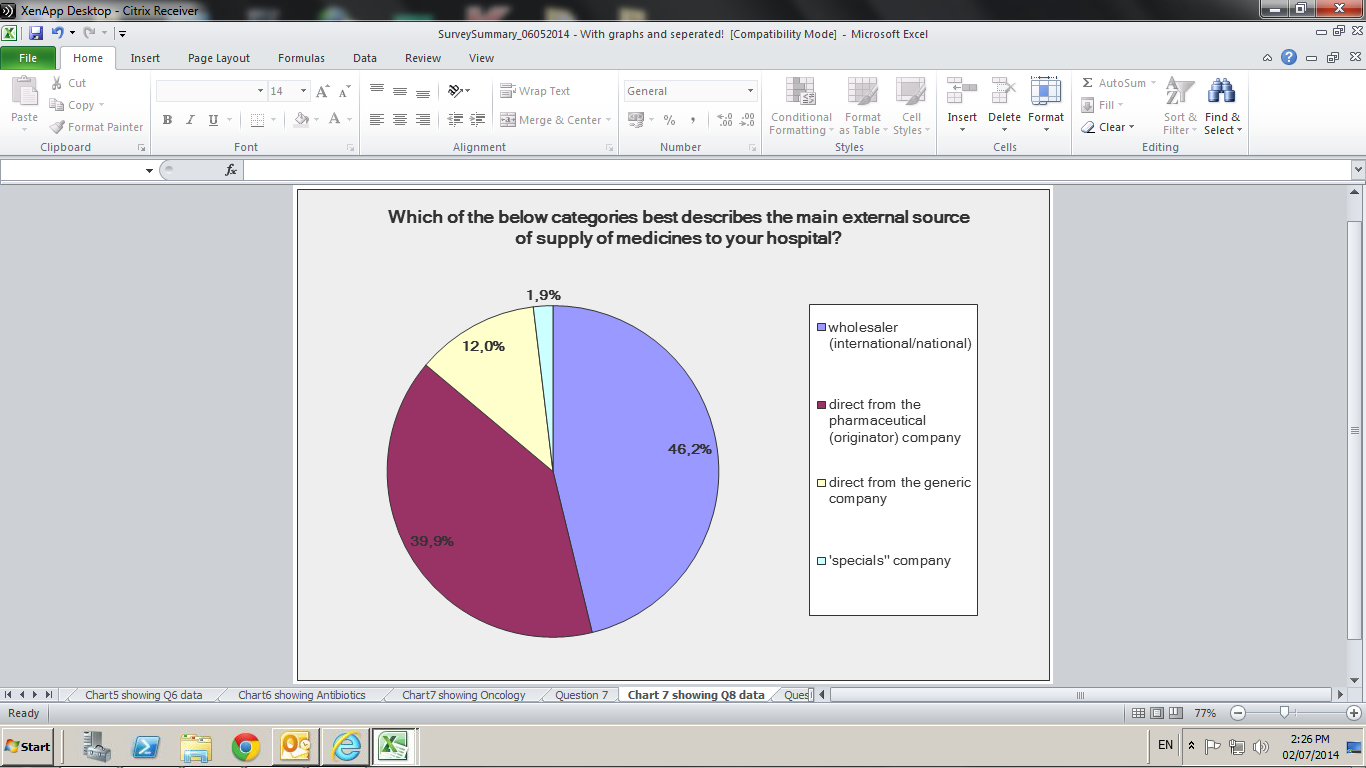 XenApp Desktop - Citrix Receiver
SurveySummary_06052014 - With graphs and seperated! [Compatibility Mode] - Microsoft Excel
File Home Insert Page Layout Formulas Data Review View
Paste
Cut
Copy
Format Painter
Clipboard
14
A A
B I U A
Font
Wrap Text
Merge & Center
Alignment
General
% ,
Number
Conditional Formatting
Format as Table
Cell Styles
Styles
Insert Delete Format
Cells
Σ AutoSum
Fill
Clear
Sort & Filter
Find & Select
Editing
fx
Which of the below categories best describes the main external source
of supply of medicines to your hospital?
1,9%
12,0%
46,2%
39,9%
wholesaler
(international/national)
direct from the
pharmaceutical
(originator) company
direct from the generic
company
'specials" company
Chart5 showing Q6 data Chart6 showing Antibiotics Chart7 showing Oncology Question 7 Chart 7 showing Q8 data Ques
Ready 77%
Start EN 2:26 PM
02/07/2014